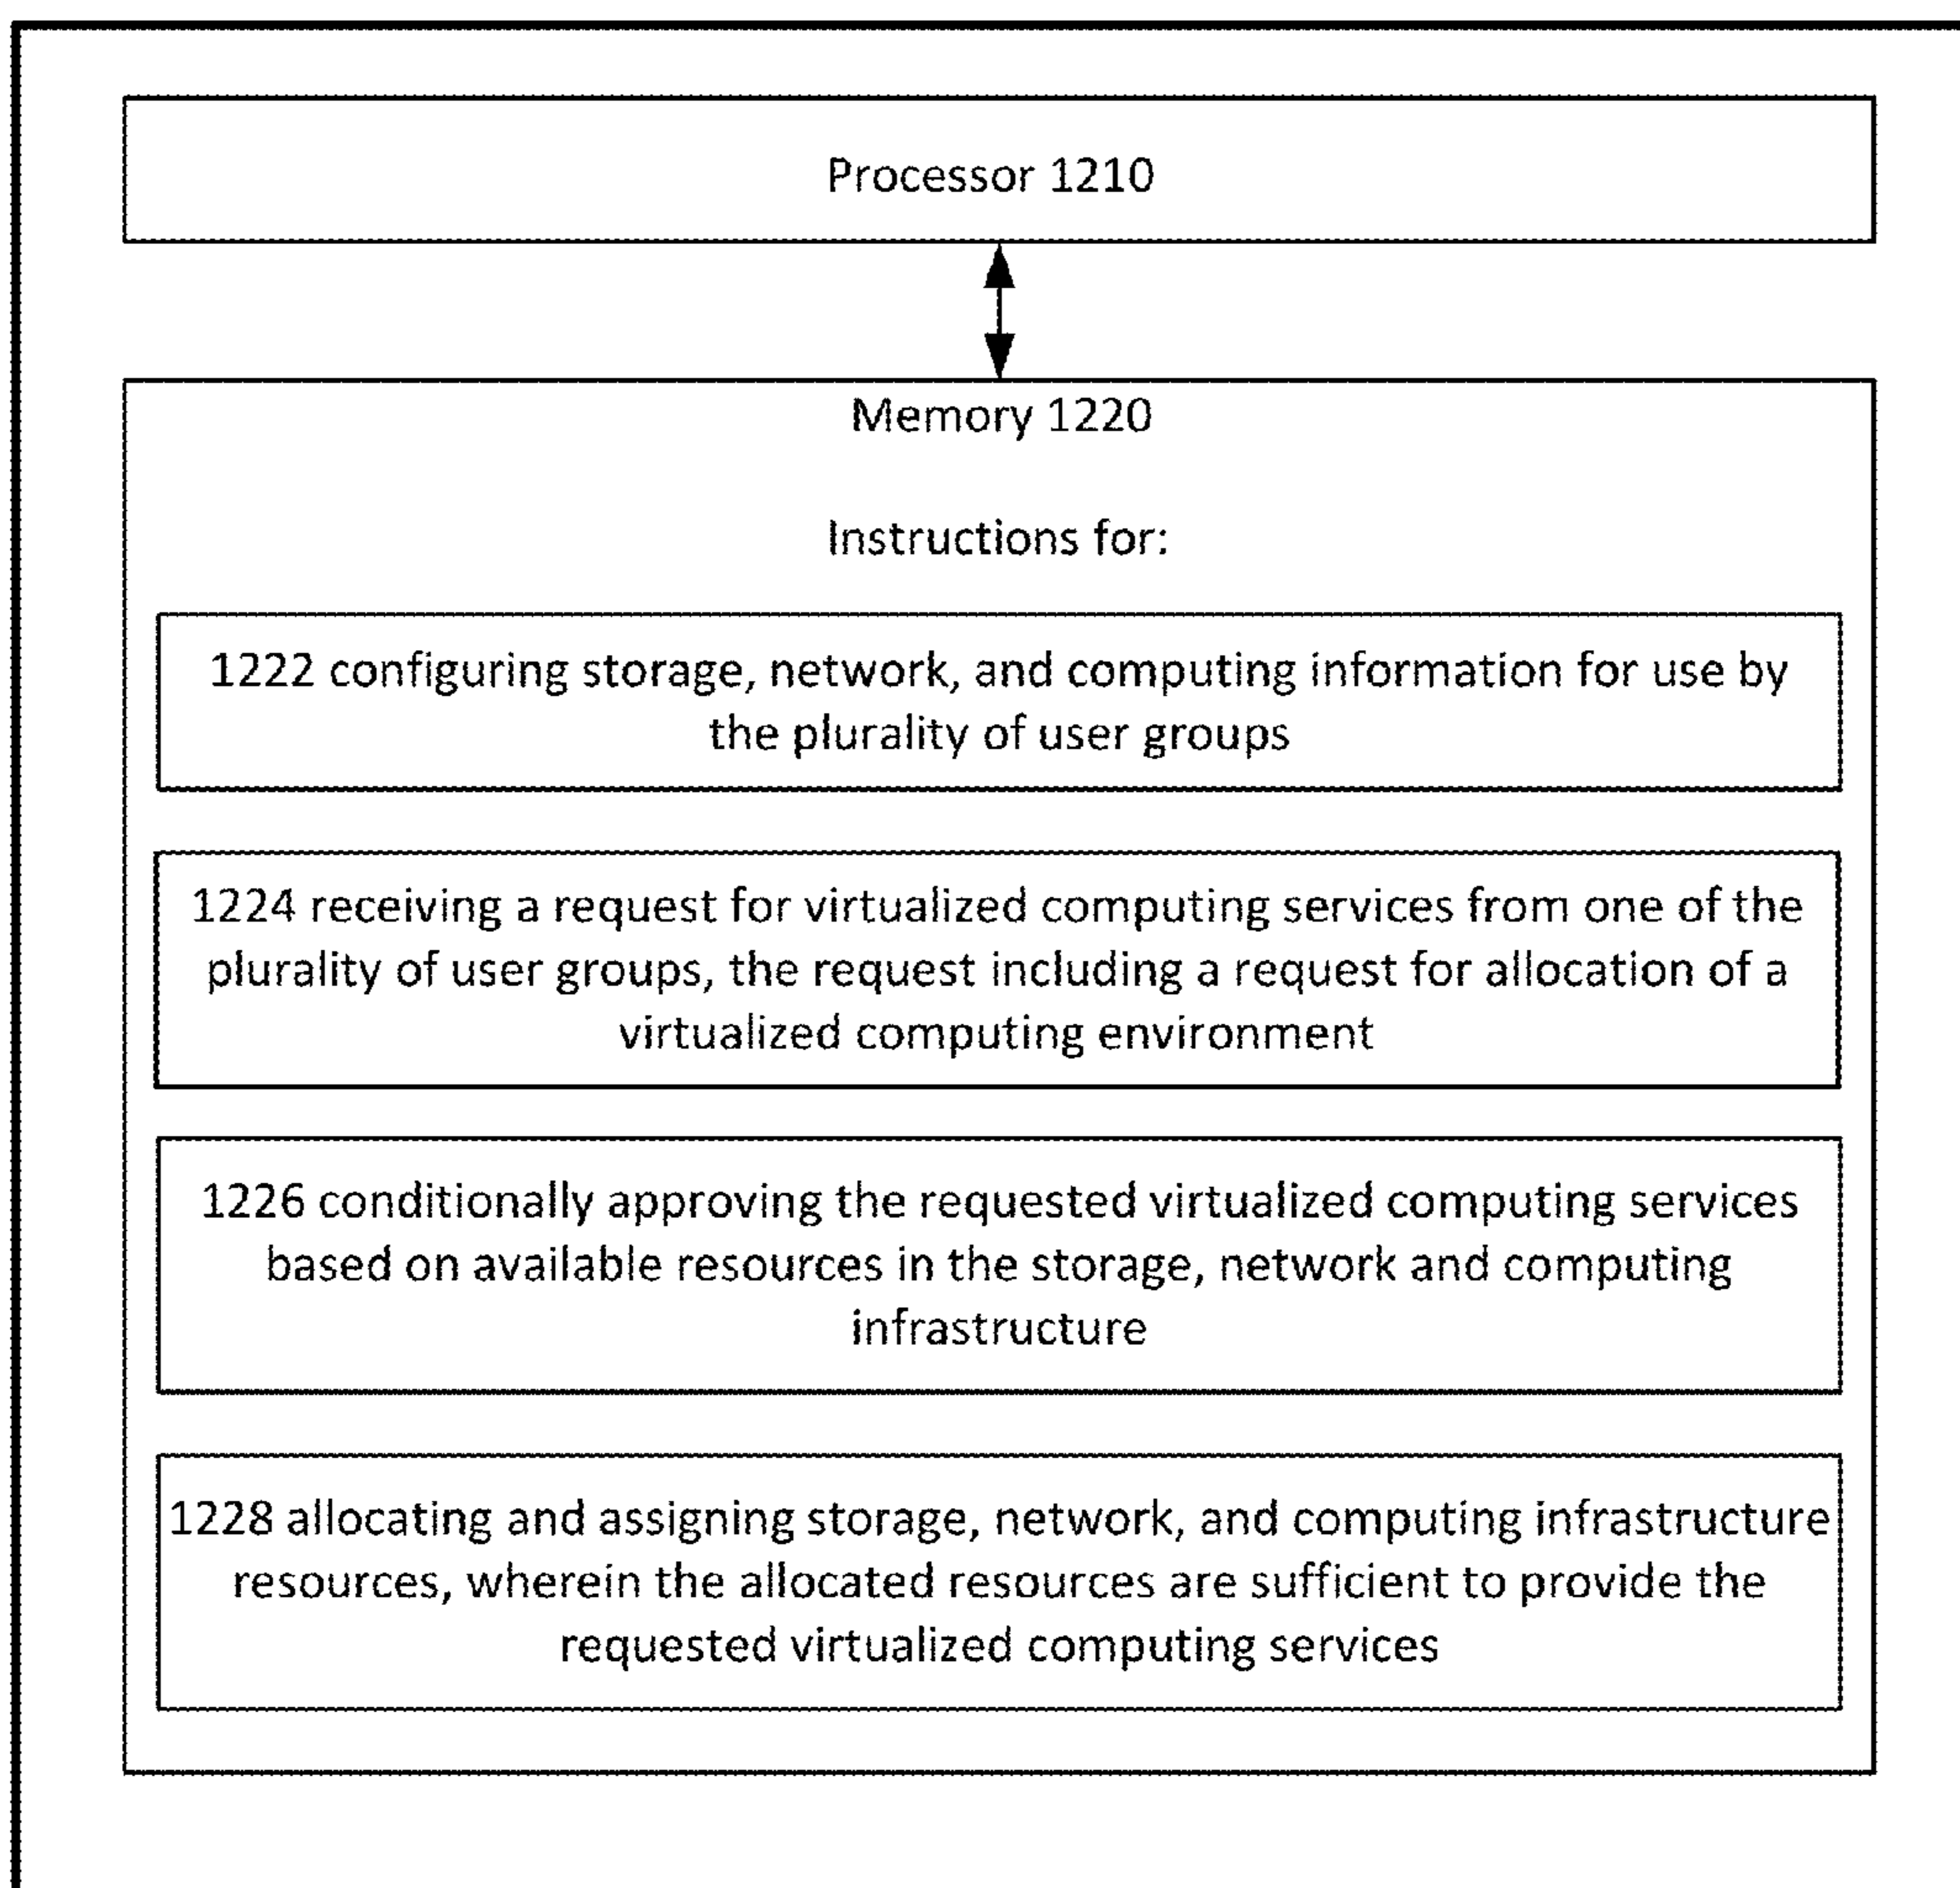 Processor 1210
Memory 1220
Instructions for:
1222 configuring storage, network, and computing information for use by
the plurality of user groups
1224 receiving a request for virtualized computing services from one of the
plurality of user groups, the request including a request for allocation of a
virtualized computing environment
1226 conditionally approving the requested virtualized computing services
based on available resources in the storage, network and computing
infrastructure
1228 allocating and assigning storage, network, and computing infrastructure
resources, wherein the allocated resources are sufficient to provide the
requested virtualized computing services